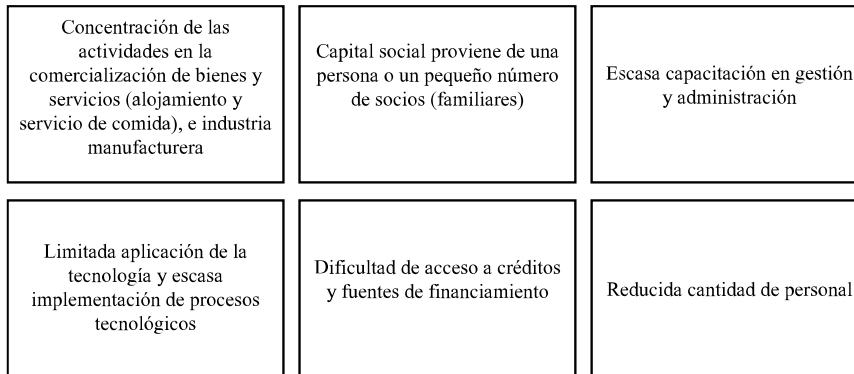 Concentración de las
actividades en la
comercialización de bienes y
servicios (alojamiento y
servicio de comida), e industria
manufacturera
Capital social proviene de una
persona o un pequeño número
de socios (familiares)
Escasa capacitación en gestión
y administración
Limitada aplicación de la
tecnología y escasa
implementación de procesos
tecnológicos
Dificultad de acceso a créditos
y fuentes de financiamiento
Reducida cantidad de personal